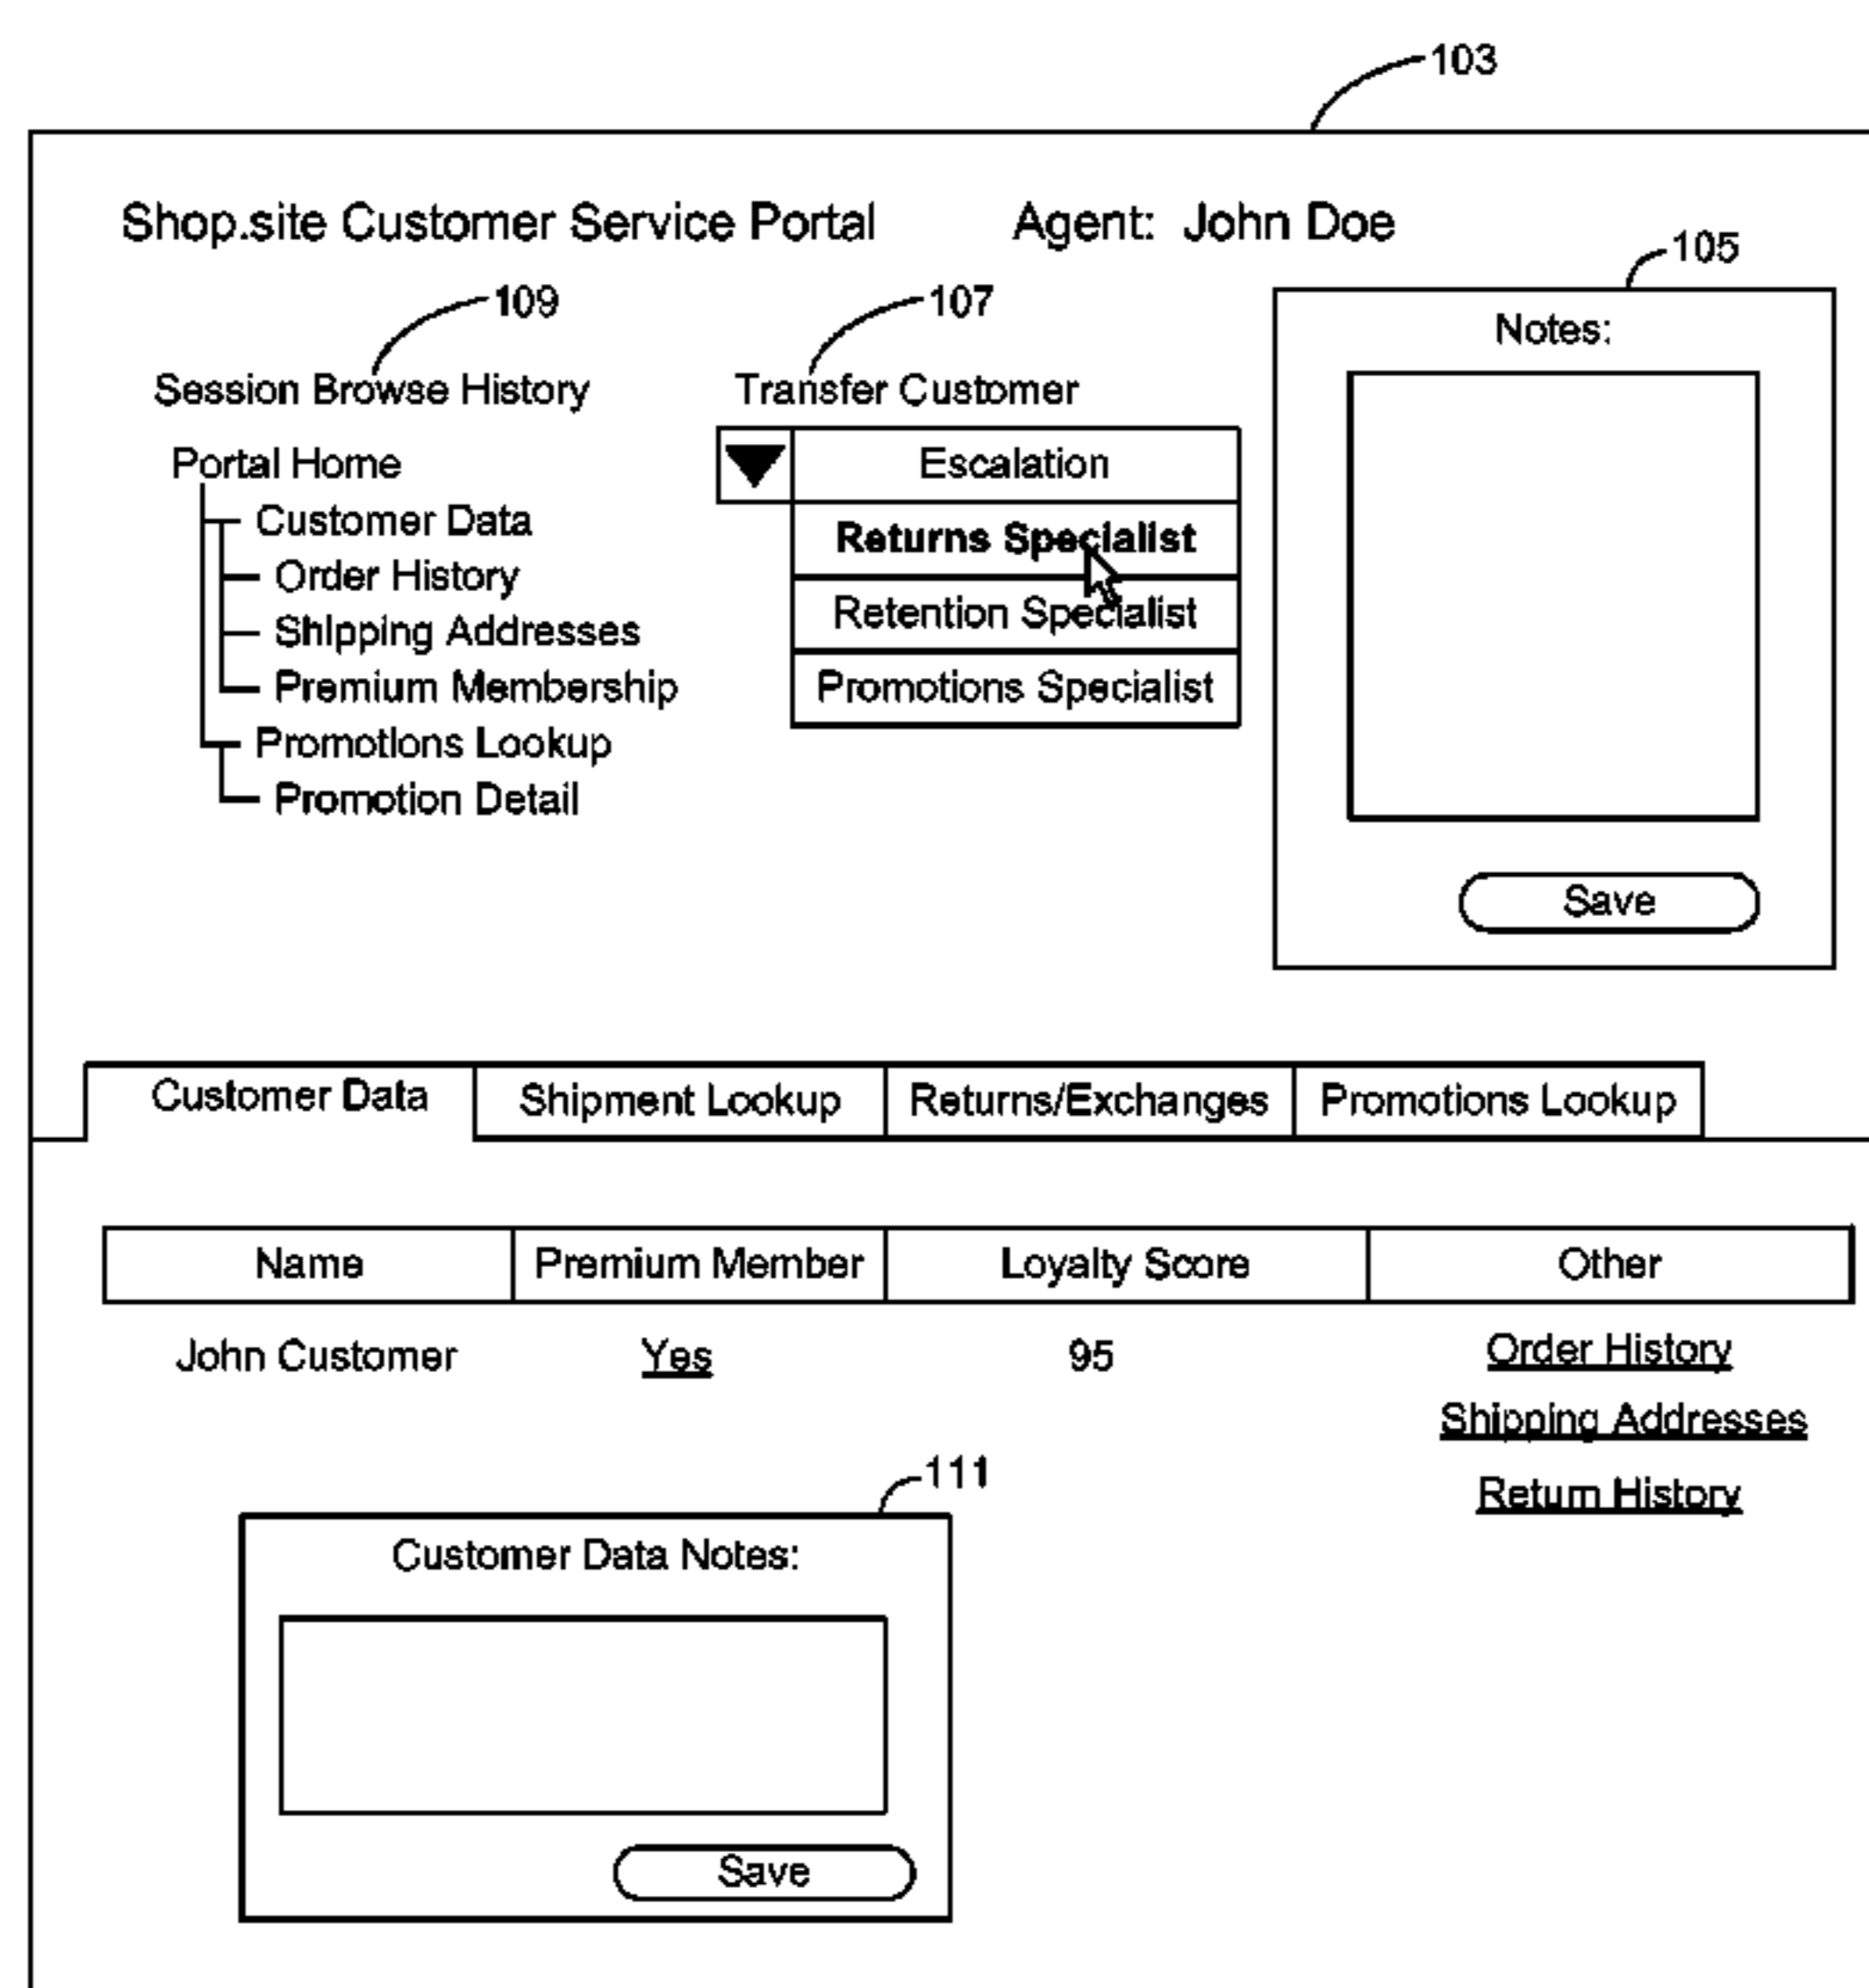 103
Shop.site Customer Service Portal
Agent: John Doe
105
109
107
Notes:
Session Browse History
Transfer Customer
Portal Home
Customer Data
Order History
Shipping Addresses
Premium Membership
Promotions Lookup
Promotion Detail
Escalation
Returns Specialist
Retention Specialist
Promotions Specialist
Save
Customer Data
Shipment Lookup
Returns/Exchanges
Promotions Lookup
Name
Premium Member
Loyalty Score
Other
John Customer
Yes
95
Order History
Shipping Addresses
Return History
111
Customer Data Notes:
Save